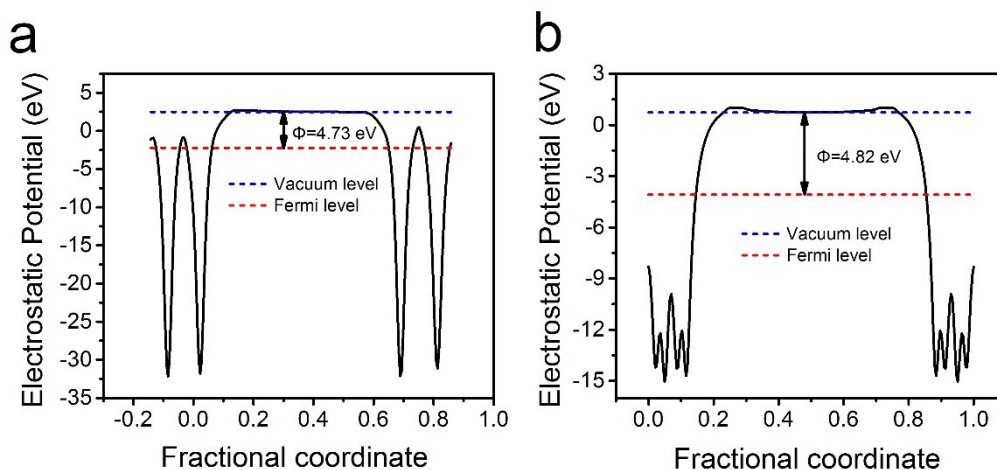 a
Electrostatic Potential (eV)
5
0
-5
-10
-15
-20
-25
-30
-35
Φ=4.73 eV
Vacuum level
Fermi level
-0.2 0.0 0.2 0.4 0.6 0.8 1.0
Fractional coordinate
b
Electrostatic Potential (eV)
3
0
-3
-6
-9
-12
-15
Φ=4.82 eV
Vacuum level
Fermi level
0.0 0.2 0.4 0.6 0.8 1.0
Fractional coordinate